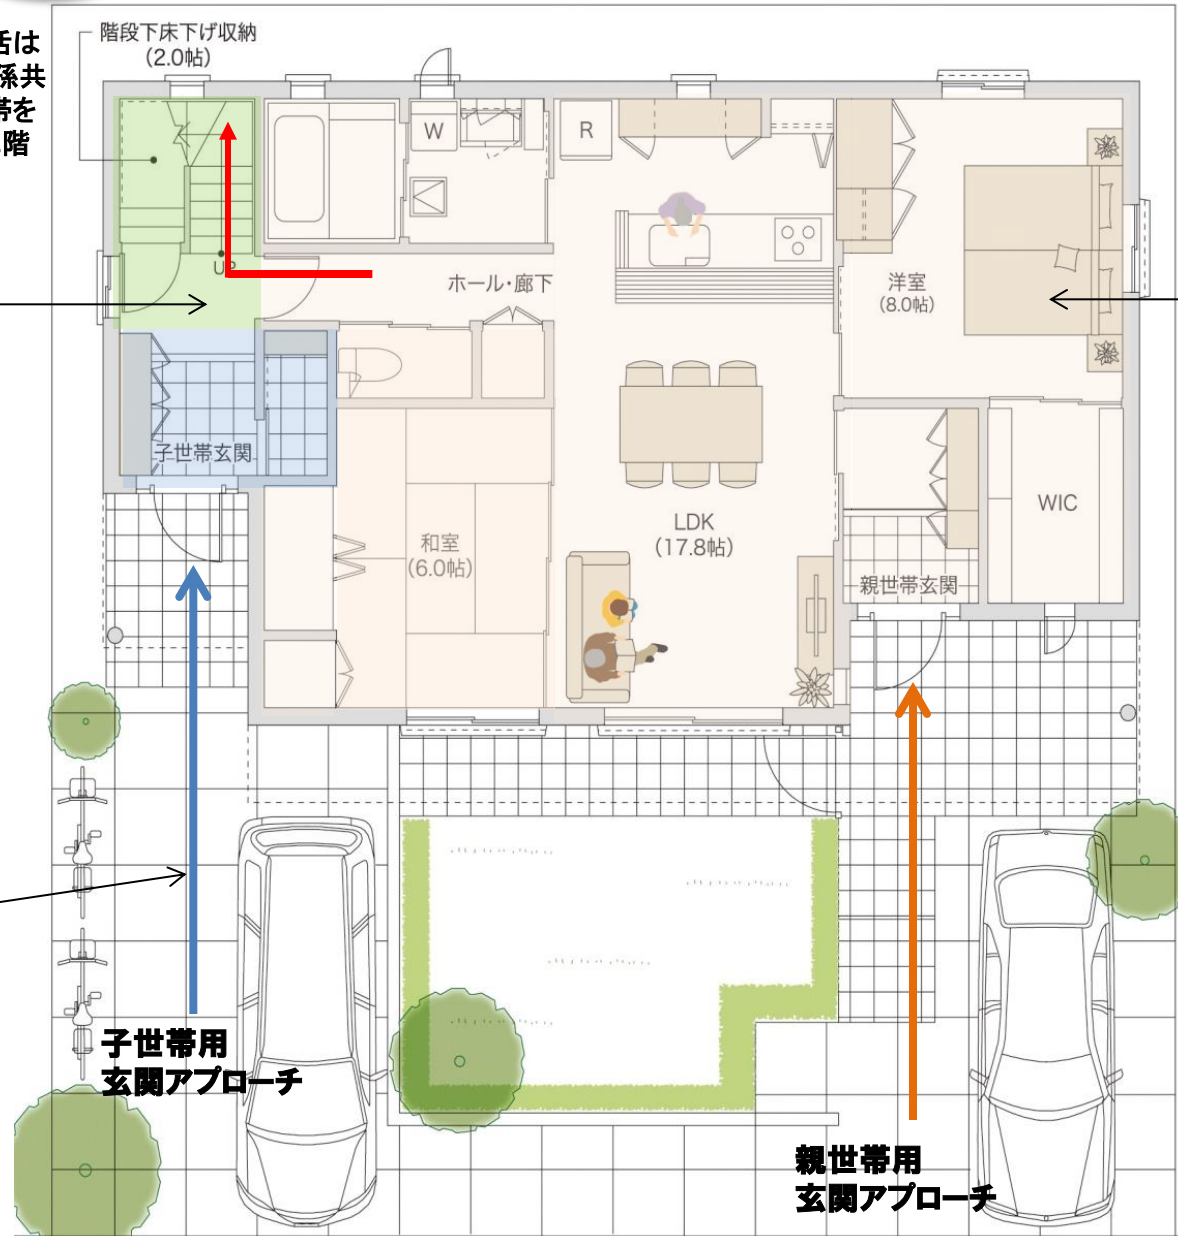 階段下床下げ収納
(2.0帖)
活は
孫共
帯を
階
W
R
UP
ホール・廊下
洋室
(8.0帖)
子世帯玄関
和室
(6.0帖)
LDK
(17.8帖)
WIC
親世帯玄関
子世帯用
玄関アプローチ
親世帯用
玄関アプローチ